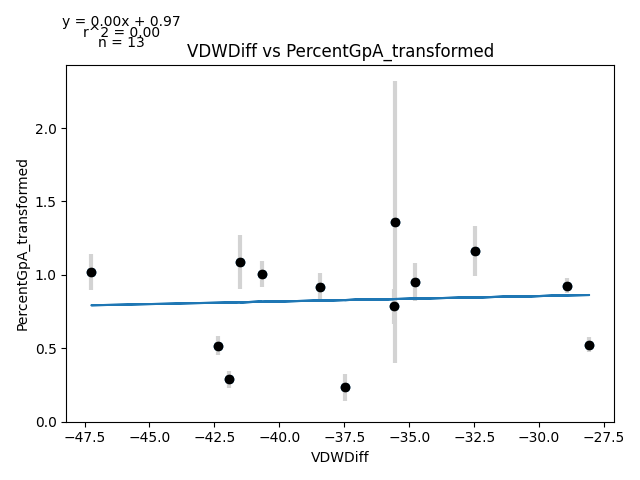 y = 0.00x + 0.97
r^2 = 0.00
n = 13
VDWDiff vs PercentGpA_transformed
PercentGpA_transformed
2.0
1.5
1.0
0.5
0.0
−47.5 −45.0 −42.5 −40.0 −37.5 −35.0 −32.5 −30.0 −27.5
VDWDiff